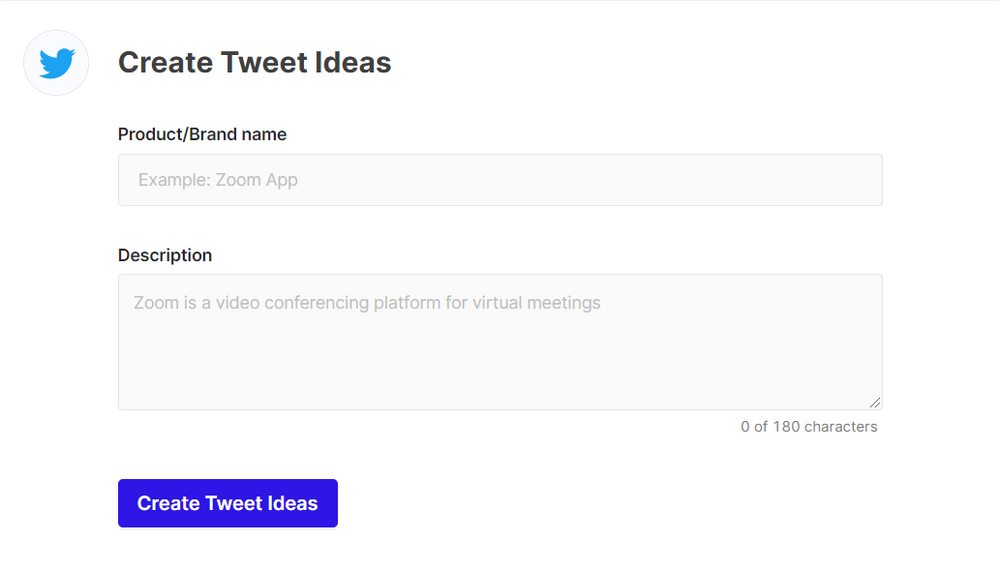 Create Tweet Ideas
Product/Brand name
Example: Zoom App
Description
Zoom is a video conferencing platform for virtual meetings
0 of 180 characters
Create Tweet Ideas